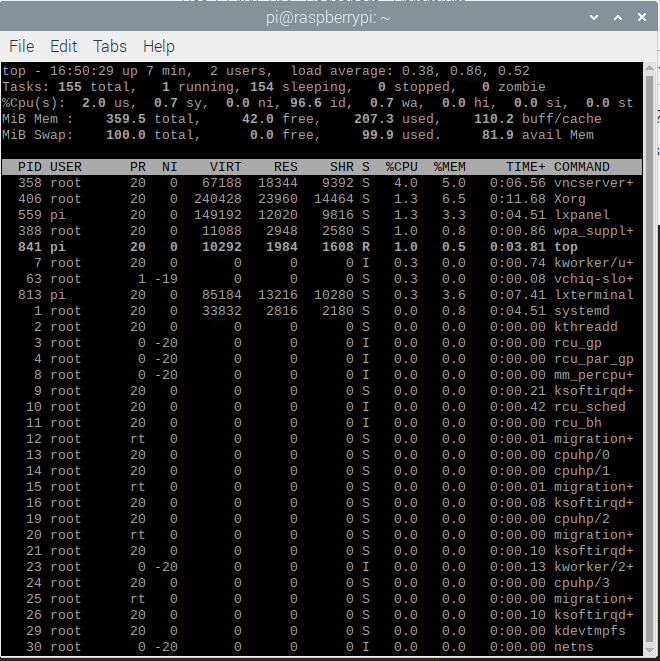 pi@raspberrypi: ~
File Edit Tabs Help
top - 16:50:29 up 7 min,  2 users,  load average: 0.38, 0.86, 0.52
Tasks: 155 total,   1 running, 154 sleeping,   0 stopped,   0 zombie
%Cpu(s):  2.0 us,  0.7 sy,  0.0 ni, 96.6 id,  0.7 wa,  0.0 hi,  0.0 si,  0.0 st
MiB Mem :    359.5 total,     42.0 free,    207.3 used,    110.2 buff/cache
MiB Swap:    100.0 total,      0.0 free,     99.9 used.     81.9 avail Mem
PID USER      PR  NI    VIRT    RES    SHR S  %CPU  %MEM     TIME+ COMMAND
358 root      20   0   67188  18344   9392 S   4.0   5.0   0:06.56 vncserver+
406 root      20   0  240428  23960  14464 S   1.3   6.5   0:11.68 Xorg
559 pi        20   0  149192  12020   9816 S   1.3   3.3   0:04.51 lxpanel
388 root      20   0   11088   2948   2580 S   1.0   0.8   0:00.86 wpa_suppl+
841 pi        20   0   10292   1984   1608 R   1.0   0.5   0:03.81 top
7 root      20   0       0      0      0 I   0.3   0.0   0:00.74 kworker/u+
63 root       1 -19       0      0      0 S   0.3   0.0   0:00.08 vchiq-slo+
813 pi        20   0   85184  13216  10280 S   0.3   3.6   0:07.41 lxterminal
1 root      20   0   33832   2816   2180 S   0.0   0.8   0:04.51 systemd
2 root      20   0       0      0      0 S   0.0   0.0   0:00.00 kthreadd
3 root       0 -20       0      0      0 I   0.0   0.0   0:00.00 rcu_gp
4 root       0 -20       0      0      0 I   0.0   0.0   0:00.00 rcu_par_gp
8 root       0 -20       0      0      0 I   0.0   0.0   0:00.00 mm_percpu+
9 root      20   0       0      0      0 S   0.0   0.0   0:00.21 ksoftirqd+
10 root      20   0       0      0      0 I   0.0   0.0   0:00.42 rcu_sched
11 root      20   0       0      0      0 I   0.0   0.0   0:00.00 rcu_bh
12 root      rt   0       0      0      0 S   0.0   0.0   0:00.01 migration+
13 root      20   0       0      0      0 S   0.0   0.0   0:00.00 cpuhp/0
14 root      20   0       0      0      0 S   0.0   0.0   0:00.00 cpuhp/1
15 root      rt   0       0      0      0 S   0.0   0.0   0:00.01 migration+
16 root      20   0       0      0      0 S   0.0   0.0   0:00.08 ksoftirqd+
19 root      20   0       0      0      0 S   0.0   0.0   0:00.00 cpuhp/2
20 root      rt   0       0      0      0 S   0.0   0.0   0:00.00 migration+
21 root      20   0       0      0      0 S   0.0   0.0   0:00.10 ksoftirqd+
23 root       0 -20       0      0      0 I   0.0   0.0   0:00.13 kworker/2+
24 root      20   0       0      0      0 S   0.0   0.0   0:00.00 cpuhp/3
25 root      rt   0       0      0      0 S   0.0   0.0   0:00.00 migration+
26 root      20   0       0      0      0 S   0.0   0.0   0:00.10 ksoftirqd+
29 root      20   0       0      0      0 S   0.0   0.0   0:00.00 kdevtmpfs
30 root       0 -20       0      0      0 I   0.0   0.0   0:00.00 netns